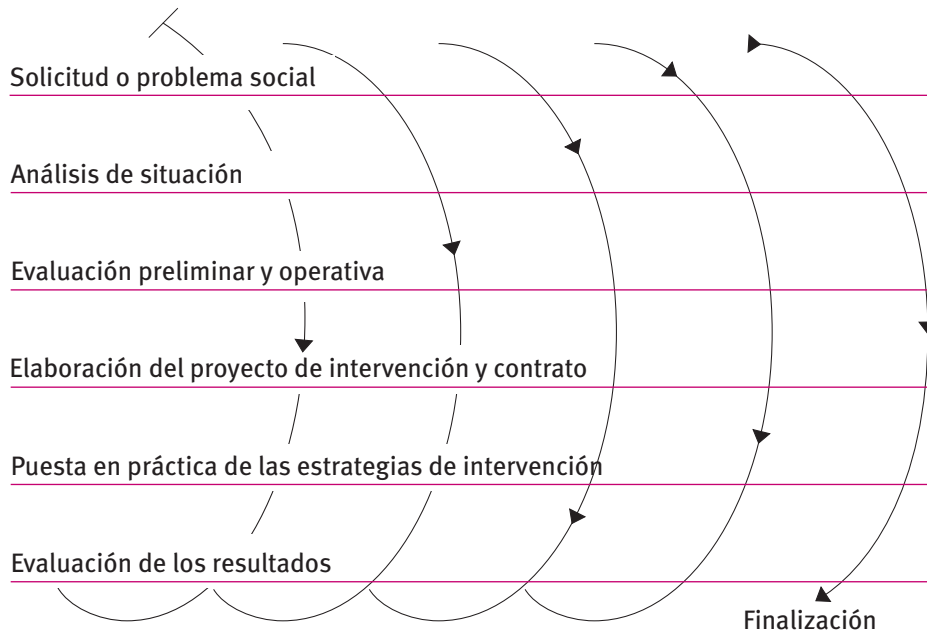 Solicitud o problema social
Análisis de situación
Evaluación preliminar y operativa
Elaboración del proyecto de intervención y contrato
Puesta en práctica de las estrategias de intervención
Evaluación de los resultados
Finalización